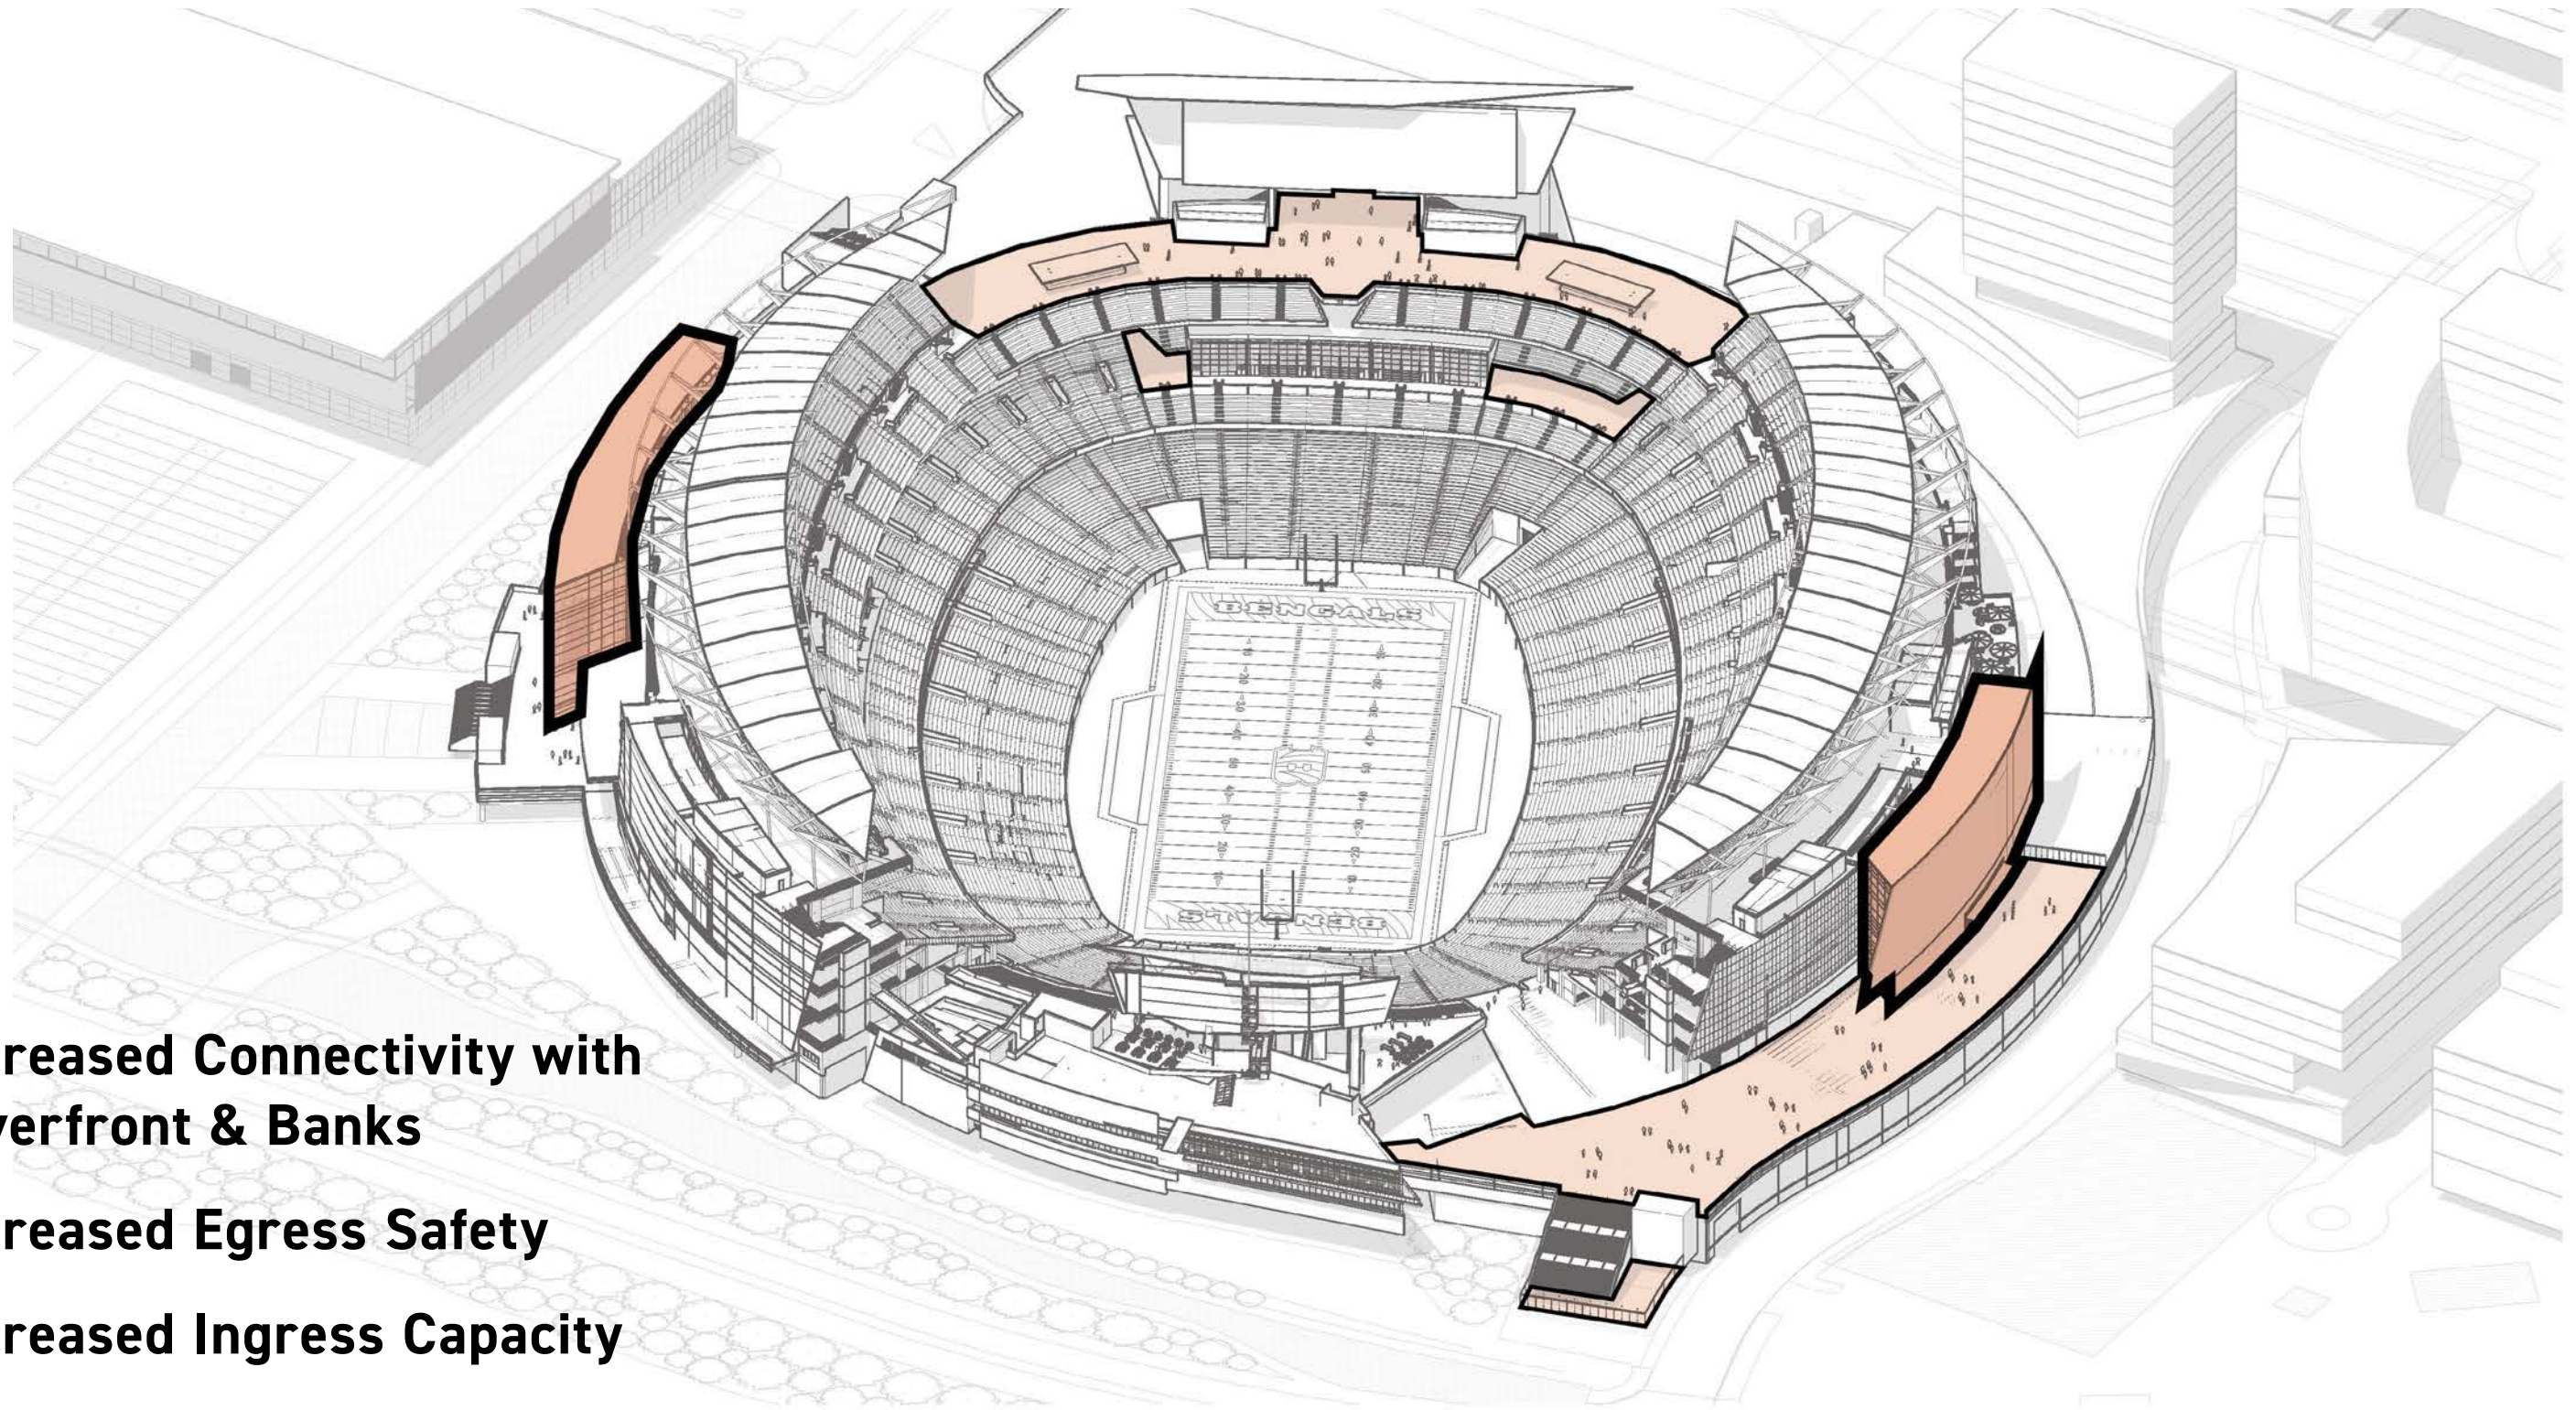 BENGALS
BENGALS
reased Connectivity with
verfront & Banks
reased Egress Safety
reased Ingress Capacity